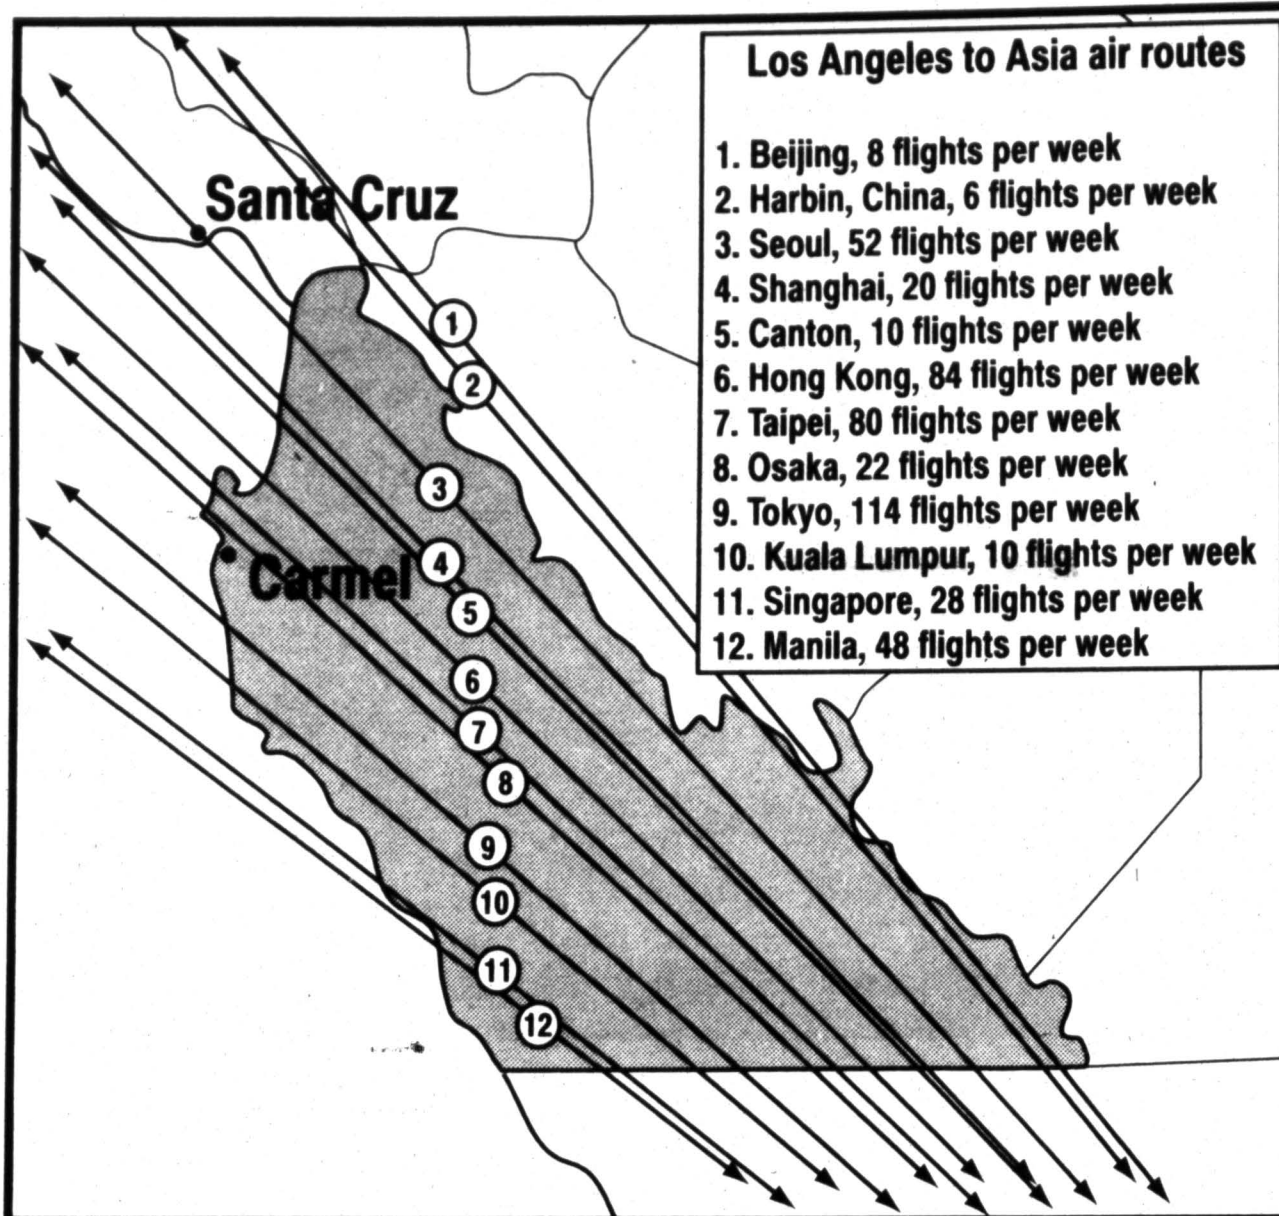 Los Angeles to Asia air routes
1. Beijing, 8 flights per week
2. Harbin, China, 6 flights per week
3. Seoul, 52 flights per week
4. Shanghai, 20 flights per week
5. Canton, 10 flights per week
6. Hong Kong, 84 flights per week
7. Taipei, 80 flights per week
8. Osaka, 22 flights per week
9. Tokyo, 114 flights per week
10. Kuala Lumpur, 10 flights per week
11. Singapore, 28 flights per week
12. Manila, 48 flights per week
Santa Cruz
1
2
3
Carmel
4
5
6
7
8
9
10
11
12